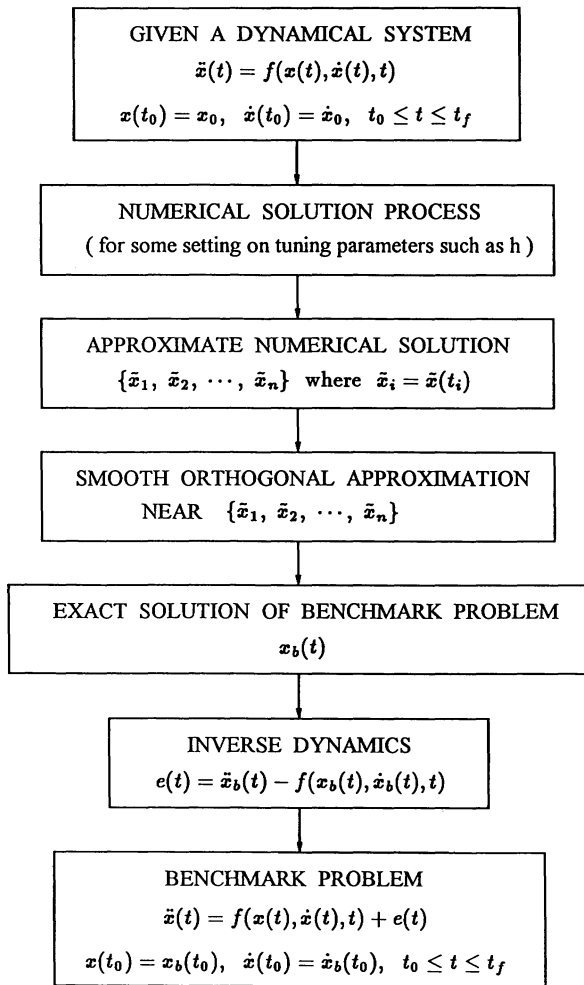 GIVEN A DYNAMICAL SYSTEM
ẍ(t) = f(x(t),ẋ(t),t)
x(t₀) = x₀, ẋ(t₀) = ẋ₀, t₀ ≤ t ≤ t_f
NUMERICAL SOLUTION PROCESS
( for some setting on tuning parameters such as h )
APPROXIMATE NUMERICAL SOLUTION
{x̃₁, x̃₂, ⋯, x̃ₙ} where x̃ᵢ = x̃(tᵢ)
SMOOTH ORTHOGONAL APPROXIMATION
NEAR {x̃₁, x̃₂, ⋯, x̃ₙ}
EXACT SOLUTION OF BENCHMARK PROBLEM
x_b(t)
INVERSE DYNAMICS
e(t) = ẍ_b(t) − f(x_b(t),ẋ_b(t),t)
BENCHMARK PROBLEM
ẍ(t) = f(x(t),ẋ(t),t) + e(t)
x(t₀) = x_b(t₀), ẋ(t₀) = ẋ_b(t₀), t₀ ≤ t ≤ t_f